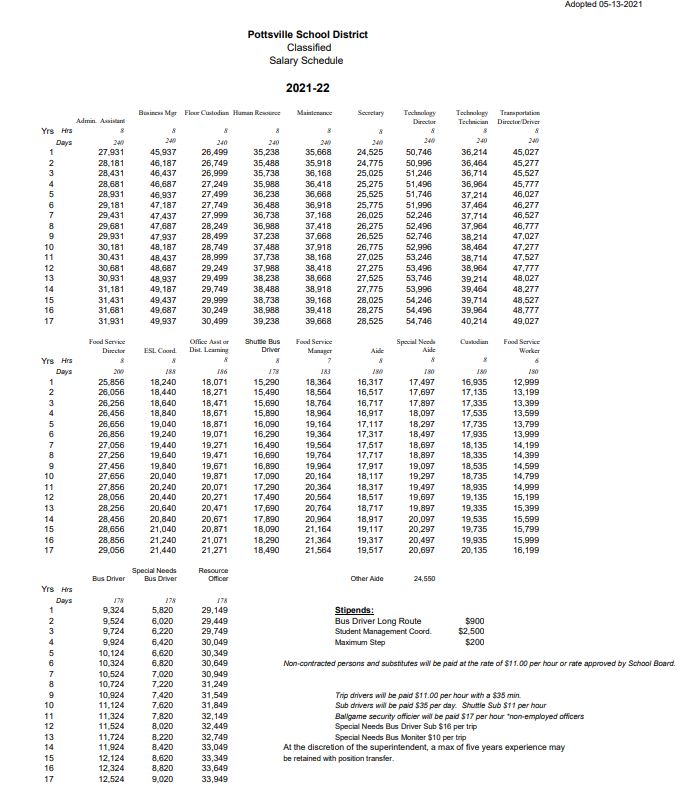 Adopted 05-13-2021
Pottsville School District
Classified
Salary Schedule
2021-22
Business Mgr Floor Custodian Human Resource Maintenance Secretary Technology Technology Transportation
Admin. Assistant Director Technician Director/Driver
Yrs Hrs 8 8 8 8 8 8 8 8 8
Days 240 240 240 240 240 240 240 240 240
1 27,931 45,937 26,499 35,238 35,668 24,525 50,746 36,214 45,027
2 28,181 46,187 26,749 35,488 35,918 24,775 50,996 36,464 45,277
3 28,431 46,437 26,999 35,738 36,168 25,025 51,246 36,714 45,527
4 28,681 46,687 27,249 35,988 36,418 25,275 51,496 36,964 45,777
5 28,931 46,937 27,499 36,238 36,668 25,525 51,746 37,214 46,027
6 29,181 47,187 27,749 36,488 36,918 25,775 51,996 37,464 46,277
7 29,431 47,437 27,999 36,738 37,168 26,025 52,246 37,714 46,527
8 29,681 47,687 28,249 36,988 37,418 26,275 52,496 37,964 46,777
9 29,931 47,937 28,499 37,238 37,668 26,525 52,746 38,214 47,027
10 30,181 48,187 28,749 37,488 37,918 26,775 52,996 38,464 47,277
11 30,431 48,437 28,999 37,738 38,168 27,025 53,246 38,714 47,527
12 30,681 48,687 29,249 37,988 38,418 27,275 53,496 38,964 47,777
13 30,931 48,937 29,499 38,238 38,668 27,525 53,746 39,214 48,027
14 31,181 49,187 29,749 38,488 38,918 27,775 53,996 39,464 48,277
15 31,431 49,437 29,999 38,738 39,168 28,025 54,246 39,714 48,527
16 31,681 49,687 30,249 38,988 39,418 28,275 54,496 39,964 48,777
17 31,931 49,937 30,499 39,238 39,668 28,525 54,746 40,214 49,027
Food Service Office Asst or Shuttle Bus Food Service Special Needs Custodian Food Service
Director ESL Coord. Dist. Learning Driver Manager Aide Aide Worker
Yrs Hrs 8 8 8 8 7 8 8 8 6
Days 200 188 186 178 183 180 180 180 180
1 25,856 18,240 18,071 15,290 18,364 16,317 17,497 16,935 12,999
2 26,056 18,440 18,271 15,490 18,564 16,517 17,697 17,135 13,199
3 26,256 18,640 18,471 15,690 18,764 16,717 17,897 17,335 13,399
4 26,456 18,840 18,671 15,890 18,964 16,917 18,097 17,535 13,599
5 26,656 19,040 18,871 16,090 19,164 17,117 18,297 17,735 13,799
6 26,856 19,240 19,071 16,290 19,364 17,317 18,497 17,935 13,999
7 27,056 19,440 19,271 16,490 19,564 17,517 18,697 18,135 14,199
8 27,256 19,640 19,471 16,690 19,764 17,717 18,897 18,335 14,399
9 27,456 19,840 19,671 16,890 19,964 17,917 19,097 18,535 14,599
10 27,656 20,040 19,871 17,090 20,164 18,117 19,297 18,735 14,799
11 27,856 20,240 20,071 17,290 20,364 18,317 19,497 18,935 14,999
12 28,056 20,440 20,271 17,490 20,564 18,517 19,697 19,135 15,199
13 28,256 20,640 20,471 17,690 20,764 18,717 19,897 19,335 15,399
14 28,456 20,840 20,671 17,890 20,964 18,917 20,097 19,535 15,599
15 28,656 21,040 20,871 18,090 21,164 19,117 20,297 19,735 15,799
16 28,856 21,240 21,071 18,290 21,364 19,317 20,497 19,935 15,999
17 29,056 21,440 21,271 18,490 21,564 19,517 20,697 20,135 16,199
Special Needs Resource
Bus Driver Bus Driver Officer Other Aide 24,550
Yrs Hrs
Days 178 178 178
1 9,324 5,820 29,149 Stipends:
2 9,524 6,020 29,449 Bus Driver Long Route $900
3 9,724 6,220 29,749 Student Management Coord. $2,500
4 9,924 6,420 30,049 Maximum Step $200
5 10,124 6,620 30,349
6 10,324 6,820 30,649 Non-contracted persons and substitutes will be paid at the rate of $11.00 per hour or rate approved by School Board.
7 10,524 7,020 30,949
8 10,724 7,220 31,249
9 10,924 7,420 31,549 Trip drivers will be paid $11.00 per hour with a $35 min.
10 11,124 7,620 31,849 Sub drivers will be paid $35 per day. Shuttle Sub $11 per hour
11 11,324 7,820 32,149 Ballgame security officier will be paid $17 per hour *non-employed officers
12 11,524 8,020 32,449 Special Needs Bus Driver Sub $16 per trip
13 11,724 8,220 32,749 Special Needs Bus Moniter $10 per trip
14 11,924 8,420 33,049 At the discretion of the superintendent, a max of five years experience may
15 12,124 8,620 33,349 be retained with position transfer.
16 12,324 8,820 33,649
17 12,524 9,020 33,949